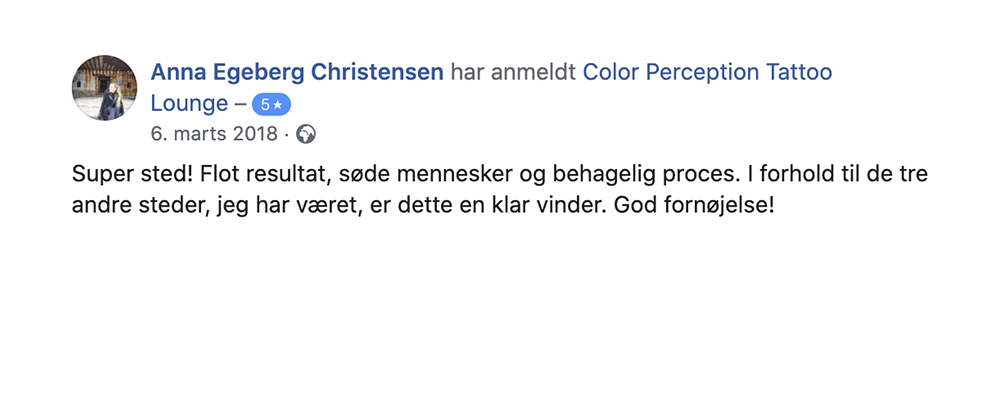 Anna Egeberg Christensen har anmeldt Color Perception Tattoo
Lounge – 5★
6. marts 2018 ·
Super sted! Flot resultat, søde mennesker og behagelig proces. I forhold til de tre
andre steder, jeg har været, er dette en klar vinder. God fornøjelse!